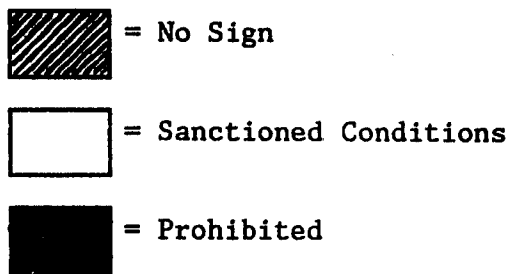 = No Sign
= Sanctioned Conditions
= Prohibited